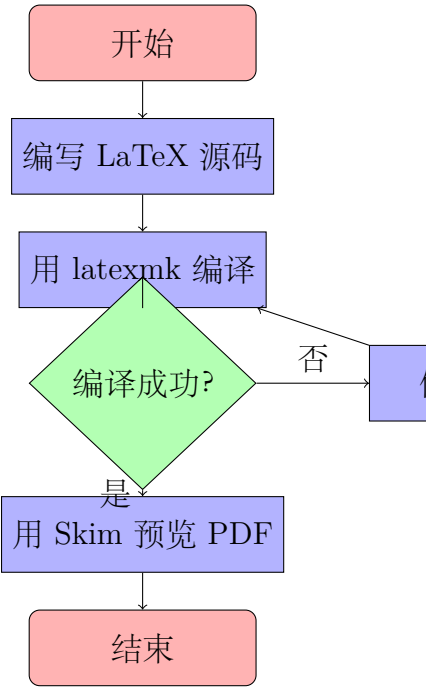 开始
编写 LaTeX 源码
用 latexmk 编译
编译成功?
否
是
用 Skim 预览 PDF
结束